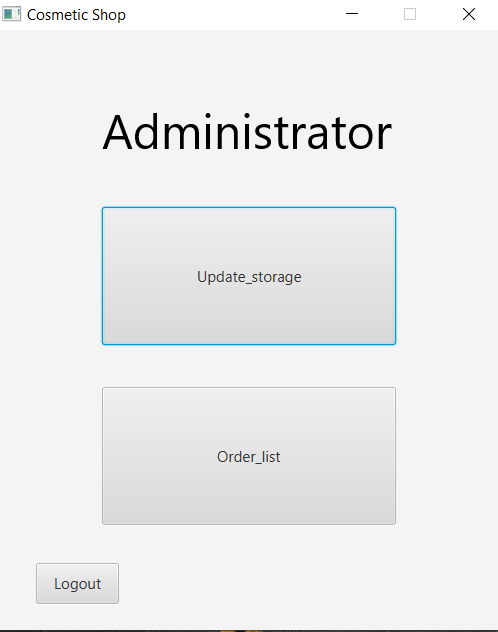 Cosmetic Shop
Administrator
Update_storage
Order_list
Logout